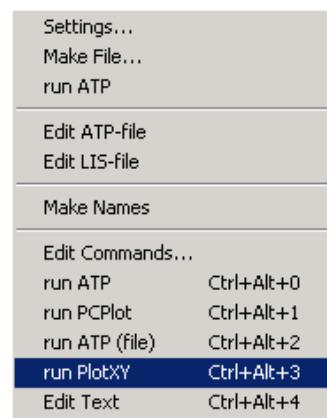 Settings...
Make File...
run ATP
Edit ATP-file
Edit LIS-file
Make Names
Edit Commands...
run ATP Ctrl+Alt+0
run PCPlot Ctrl+Alt+1
run ATP (file) Ctrl+Alt+2
run PlotXY Ctrl+Alt+3
Edit Text Ctrl+Alt+4